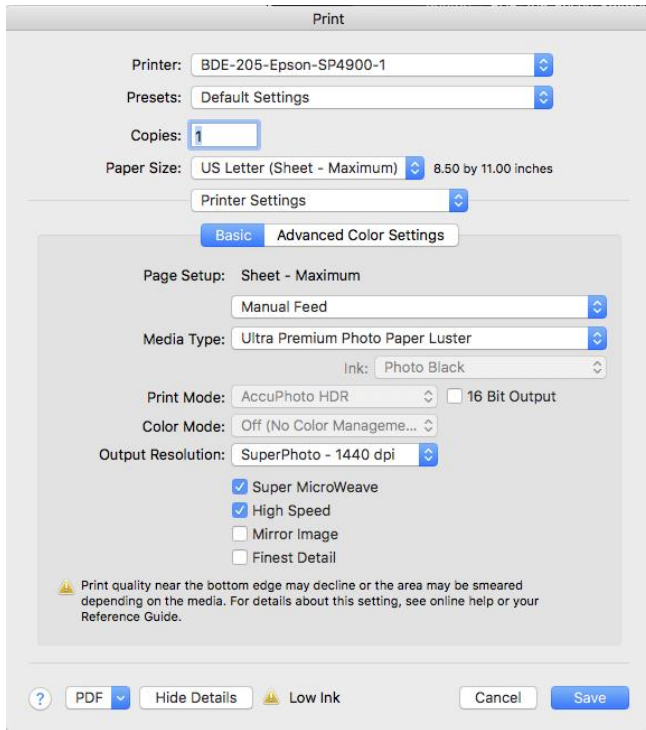 Print
Printer: BDE-205-Epson-SP4900-1
Presets: Default Settings
Copies: 1
Paper Size: US Letter (Sheet - Maximum) 8.50 by 11.00 inches
Printer Settings
Basic Advanced Color Settings
Page Setup: Sheet - Maximum
Manual Feed
Media Type: Ultra Premium Photo Paper Luster
Ink: Photo Black
Print Mode: AccuPhoto HDR 16 Bit Output
Color Mode: Off (No Color Manageme...
Output Resolution: SuperPhoto - 1440 dpi
Super MicroWeave
High Speed
Mirror Image
Finest Detail
Print quality near the bottom edge may decline or the area may be smeared
depending on the media. For details about this setting, see online help or your
Reference Guide.
? PDF Hide Details Low Ink Cancel Save